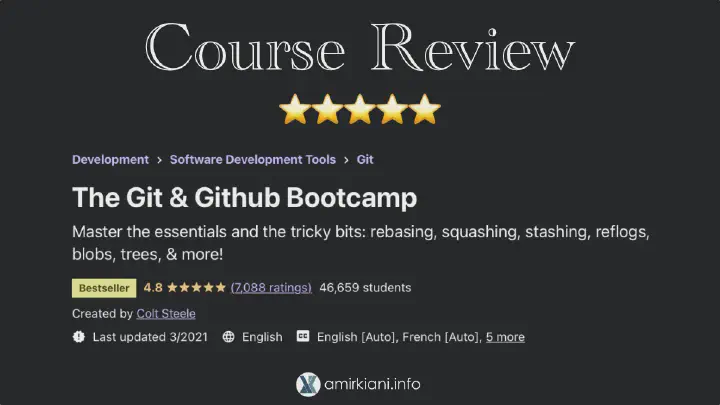 Course Review
Development > Software Development Tools > Git
The Git & Github Bootcamp
Master the essentials and the tricky bits: rebasing, squashing, stashing, reflogs,
blobs, trees, & more!
Bestseller 4.8 (7,088 ratings) 46,659 students
Created by Colt Steele
Last updated 3/2021 English CC English [Auto], French [Auto], 5 more
amirkiani.info